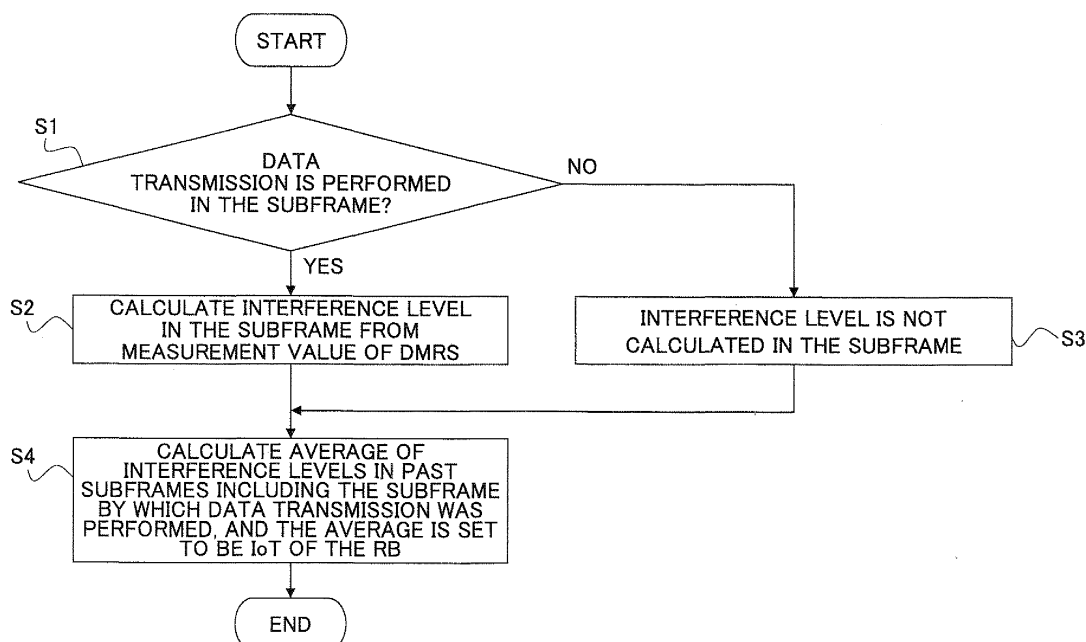 START
S1
DATA
TRANSMISSION IS PERFORMED
IN THE SUBFRAME?
NO
YES
S2
CALCULATE INTERFERENCE LEVEL
IN THE SUBFRAME FROM
MEASUREMENT VALUE OF DMRS
INTERFERENCE LEVEL IS NOT
CALCULATED IN THE SUBFRAME
S3
S4
CALCULATE AVERAGE OF
INTERFERENCE LEVELS IN PAST
SUBFRAMES INCLUDING THE SUBFRAME
BY WHICH DATA TRANSMISSION WAS
PERFORMED, AND THE AVERAGE IS SET
TO BE IoT OF THE RB
END